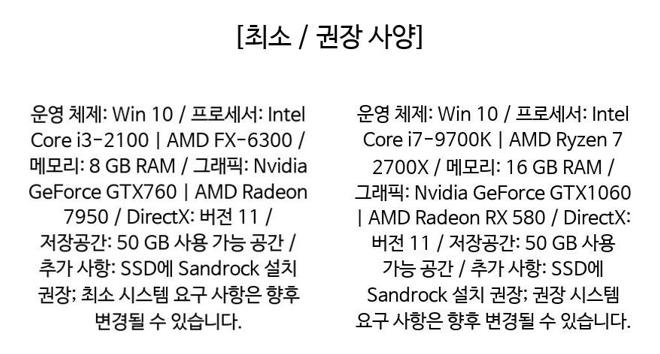 [최소 / 권장 사양]
운영 체제: Win 10 / 프로세서: Intel
Core i3-2100 | AMD FX-6300 /
메모리: 8 GB RAM / 그래픽: Nvidia
GeForce GTX760 | AMD Radeon
7950 / DirectX: 버전 11 /
저장공간: 50 GB 사용 가능 공간 /
추가 사항: SSD에 Sandrock 설치
권장; 최소 시스템 요구 사항은 향후
변경될 수 있습니다.
운영 체제: Win 10 / 프로세서: Intel
Core i7-9700K | AMD Ryzen 7
2700X / 메모리: 16 GB RAM /
그래픽: Nvidia GeForce GTX1060
| AMD Radeon RX 580 / DirectX:
버전 11 / 저장공간: 50 GB 사용
가능 공간 / 추가 사항: SSD에
Sandrock 설치 권장; 권장 시스템
요구 사항은 향후 변경될 수 있습니다.